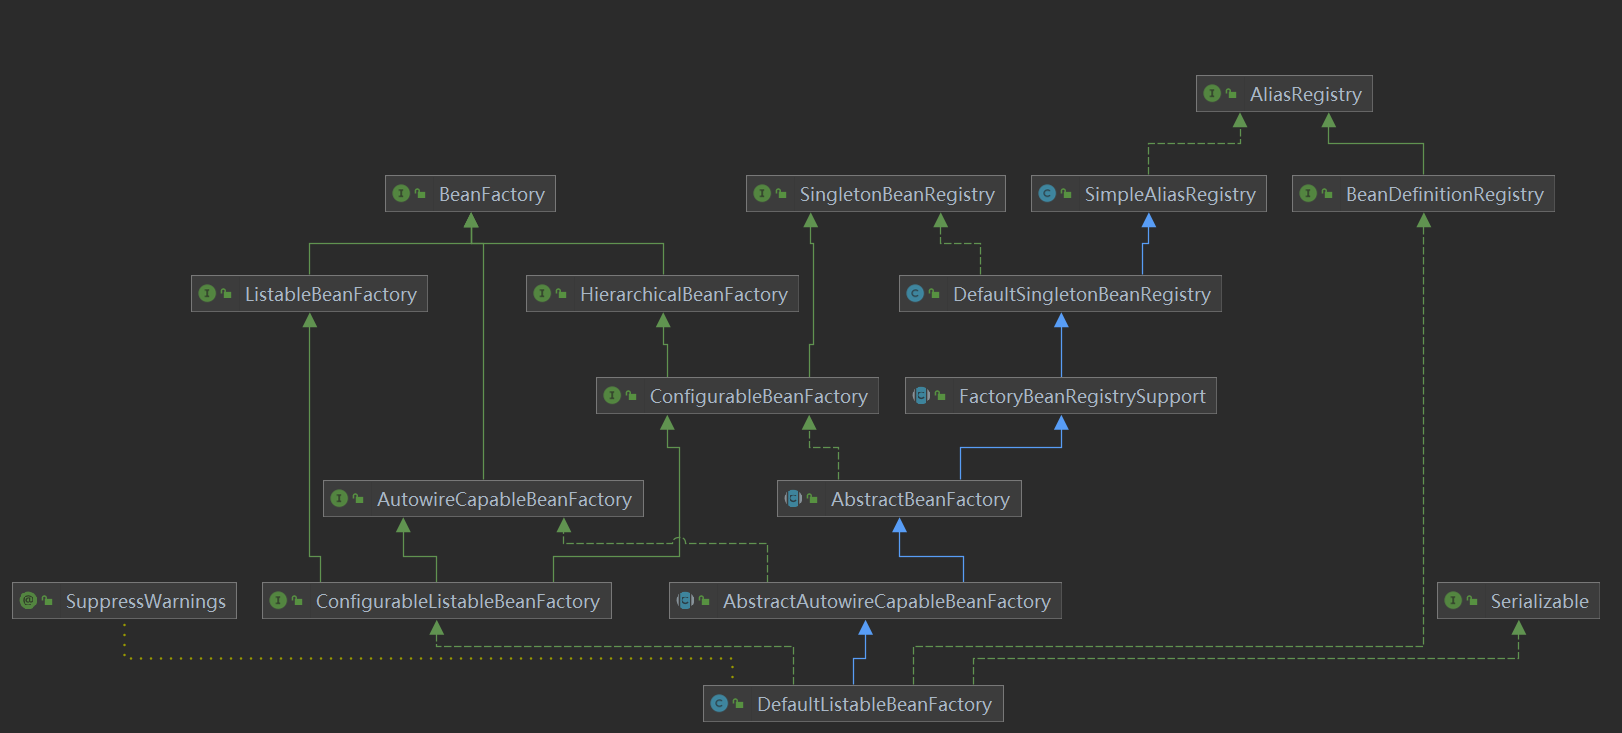 AliasRegistry
BeanFactory
SingletonBeanRegistry
SimpleAliasRegistry
BeanDefinitionRegistry
ListableBeanFactory
HierarchicalBeanFactory
DefaultSingletonBeanRegistry
ConfigurableBeanFactory
FactoryBeanRegistrySupport
AutowireCapableBeanFactory
AbstractBeanFactory
SuppressWarnings
ConfigurableListableBeanFactory
AbstractAutowireCapableBeanFactory
Serializable
DefaultListableBeanFactory